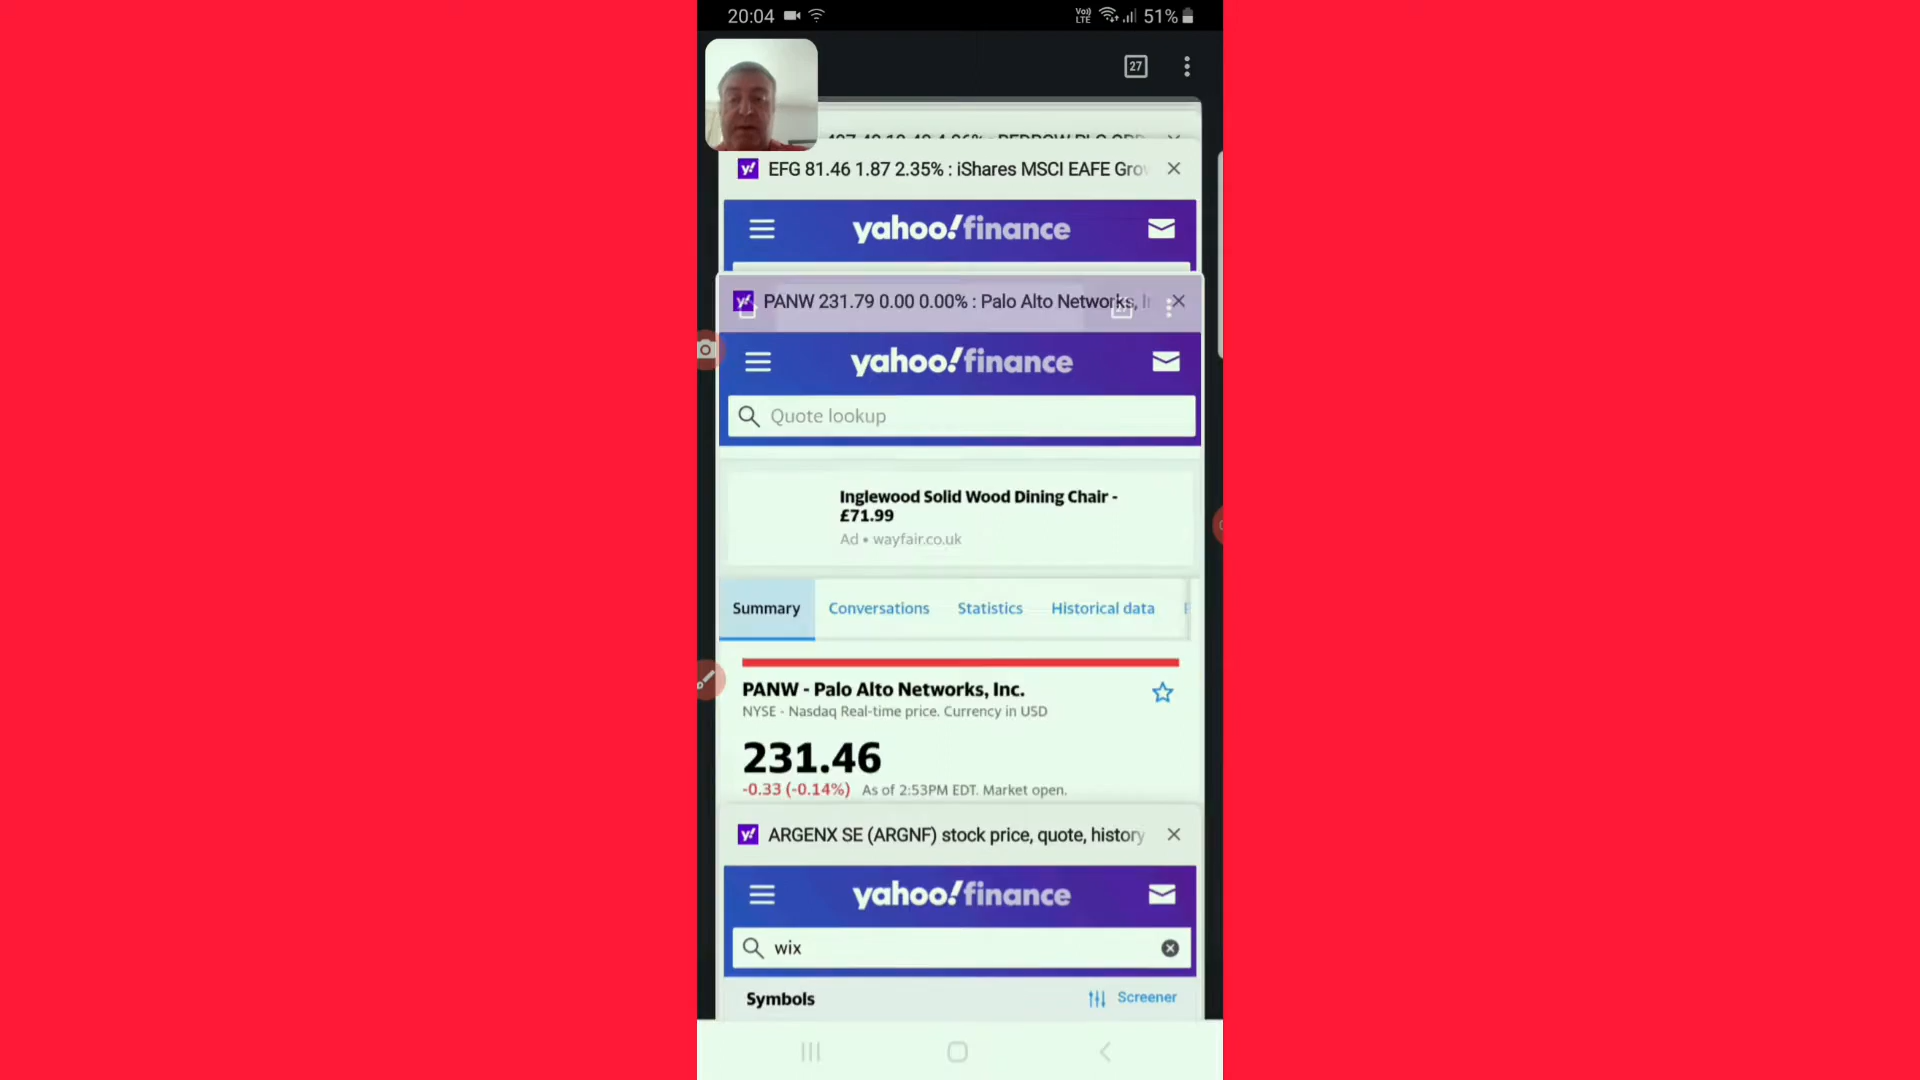 20:04
Vo)) LTE 51%
27
EFG 81.46 1.87 2.35% : iShares MSCI EAFE Gro
yahoo!finance
PANW 231.79 0.00 0.00% : Palo Alto Networks, I
yahoo!finance
Quote lookup
Inglewood Solid Wood Dining Chair -
£71.99
Ad • wayfair.co.uk
Summary Conversations Statistics Historical data
PANW - Palo Alto Networks, Inc.
NYSE - Nasdaq Real-time price. Currency in USD
231.46
-0.33 (-0.14%) As of 2:53PM EDT. Market open.
ARGENX SE (ARGNF) stock price, quote, history
yahoo!finance
wix
Symbols Screener